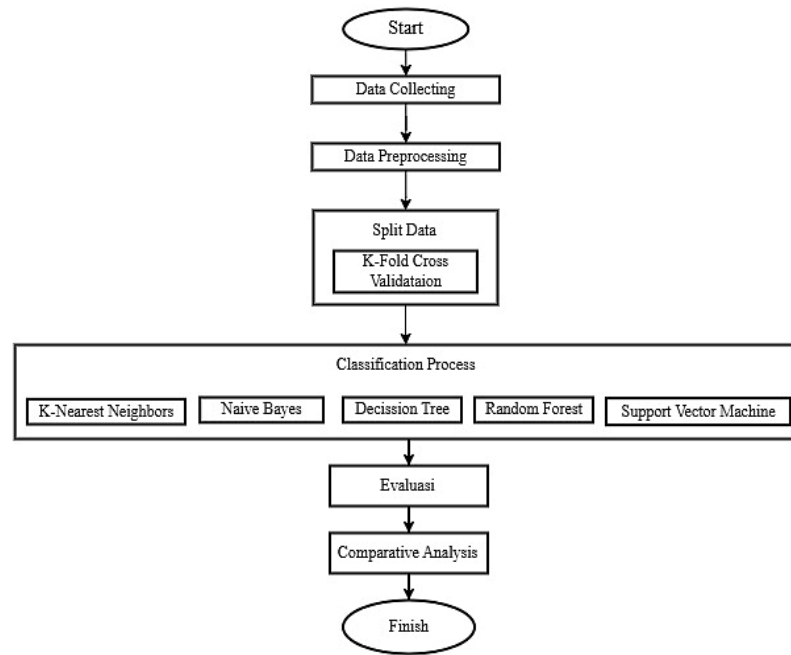 Start
Data Collecting
Data Preprocessing
Split Data
K-Fold Cross
Validataion
Classification Process
K-Nearest Neighbors
Naive Bayes
Decission Tree
Random Forest
Support Vector Machine
Evaluasi
Comparative Analysis
Finish